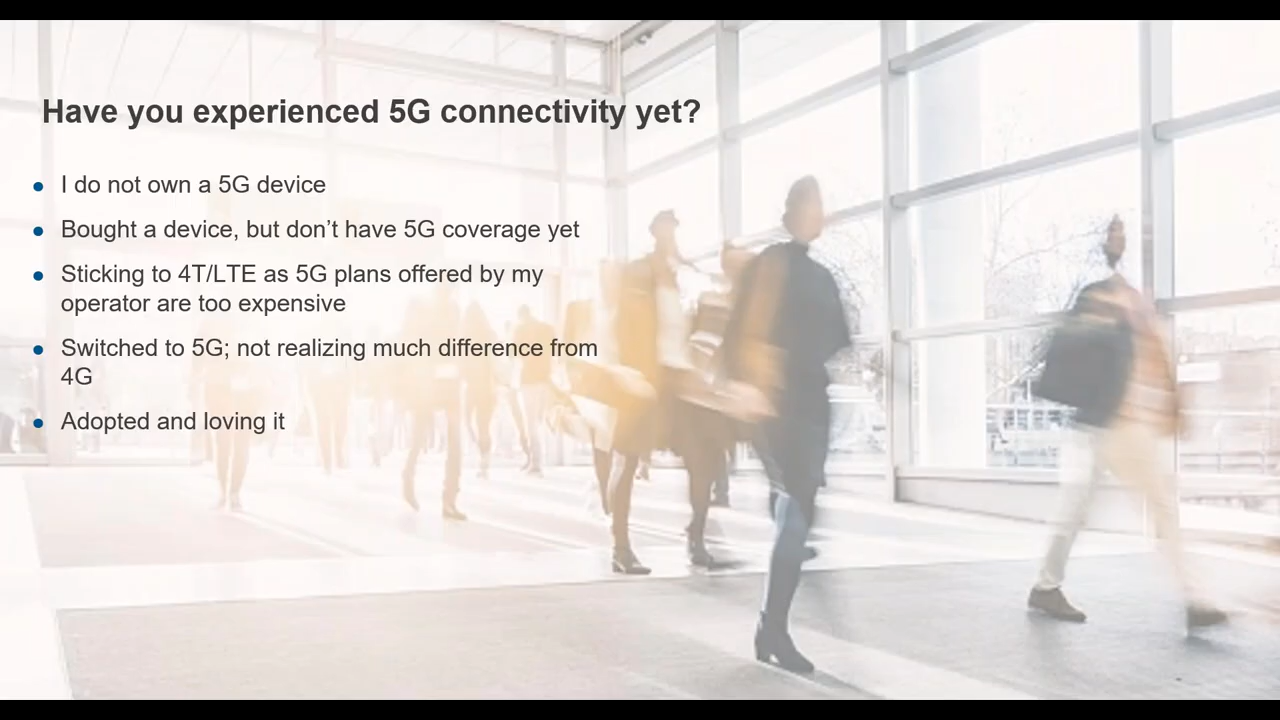 Have you experienced 5G connectivity yet?
I do not own a 5G device
Bought a device, but don’t have 5G coverage yet
Sticking to 4T/LTE as 5G plans offered by my
operator are too expensive
Switched to 5G; not realizing much difference from
4G
Adopted and loving it